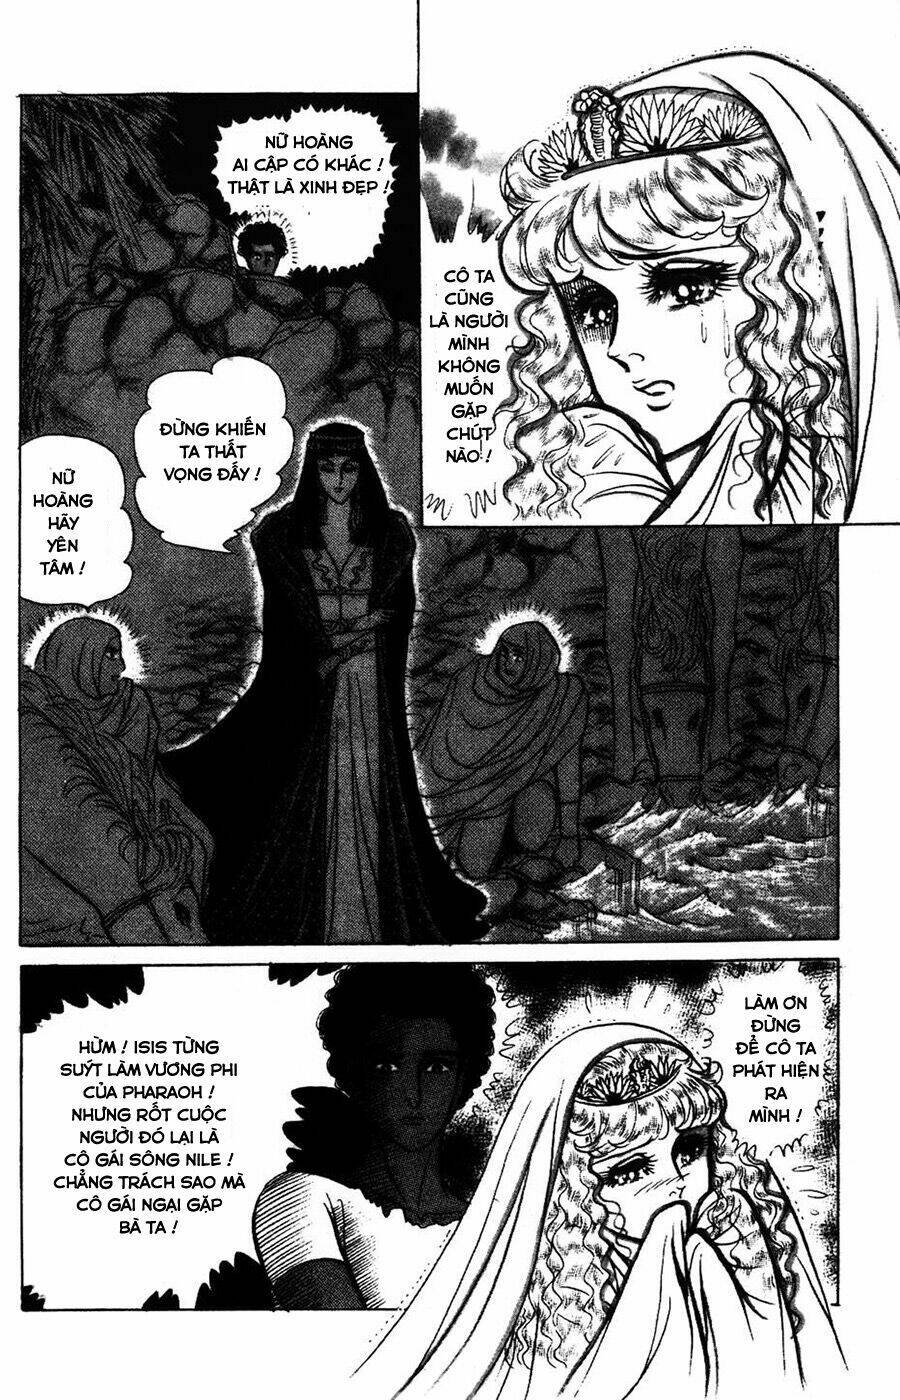 NỮ HOÀNG
AI CẬP CÓ KHÁC !
THẬT LÀ XINH ĐẸP !
CÔ TA
CŨNG
LÀ NGƯỜI
MÌNH
KHÔNG
MUỐN
GẶP
CHÚT
NÀO !
ĐỪNG KHIẾN
TA THẤT
VỌNG ĐẤY !
NỮ
HOÀNG
HÃY
YÊN
TÂM !
HỪM ! ISIS TỪNG
SUÝT LÀM VƯƠNG PHI
CỦA PHARAOH !
NHƯNG RỐT CUỘC
NGƯỜI ĐÓ LẠI LÀ
CÔ GÁI SÔNG NILE !
CHẲNG TRÁCH SAO MÀ
CÔ GÁI NGẠI GẶP
BÀ TA !
LÀM ƠN
ĐỪNG
ĐỂ CÔ TA
PHÁT HIỆN
RA
MÌNH !